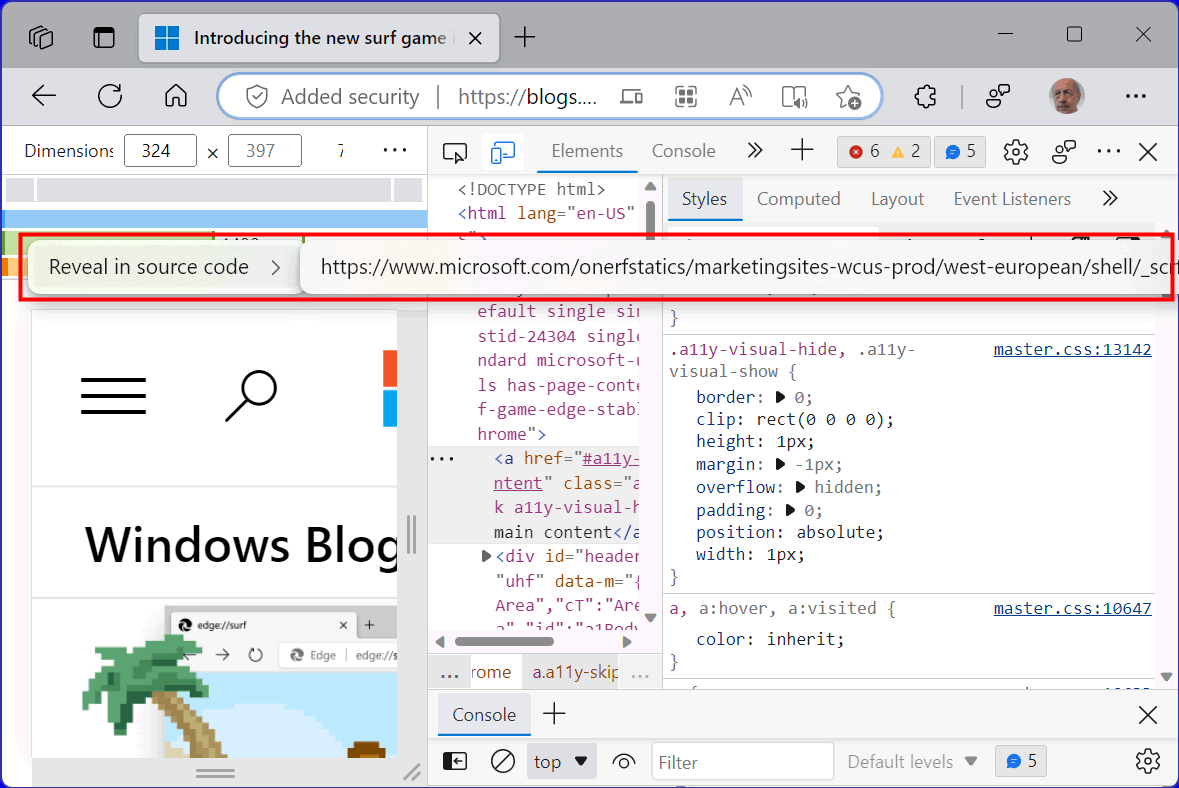 Introducing the new surf game i
Added security
https://blogs....
Dimensions 324 × 397 7
Elements Console
6 2 5
Styles Computed Layout Event Listeners
<!DOCTYPE html>
<html lang="en-US"
Reveal in source code
https://www.microsoft.com/onerfstatics/marketingsites-wcus-prod/west-european/shell/_scrf
efault single sin
stid-24304 single
ndard microsoft-u
ls has-page-conte
f-game-edge-stabl
hrome">
<a href="#a11y-
ntent" class="a
k a11y-visual-h
main content</a
<div id="header
"uhf" data-m="{
Area","cT":"Are
a","id":"a1Body
}
.a11y-visual-hide, .a11y-
visual-show {
master.css:13142
border: 0;
clip: rect(0 0 0 0);
height: 1px;
margin: -1px;
overflow: hidden;
padding: 0;
position: absolute;
width: 1px;
}
a, a:hover, a:visited {
master.css:10647
color: inherit;
}
Windows Blog
edge://surf
Edge edge://s
... rome a.a11y-skip ...
Console
top Filter Default levels 5